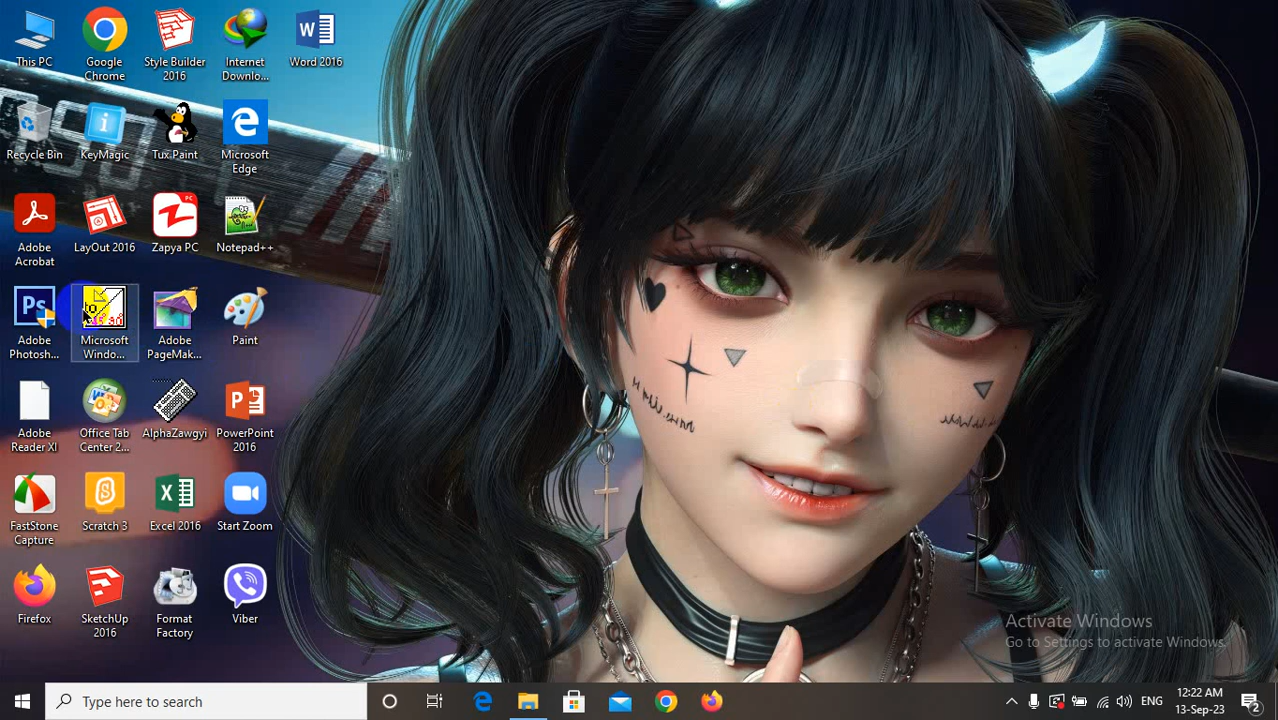 This PC
Google
Chrome
Style Builder
2016
Internet
Downlo...
Word 2016
Recycle Bin
KeyMagic
Tux Paint
Microsoft
Edge
Adobe
Acrobat
LayOut 2016
Zapya PC
Notepad++
Adobe
Photosh...
Microsoft
Windo...
Adobe
PageMak...
Paint
Adobe
Reader XI
Office Tab
Center 2...
AlphaZawgyi
PowerPoint
2016
FastStone
Capture
Scratch 3
Excel 2016
Start Zoom
Firefox
SketchUp
2016
Format
Factory
Viber
Activate Windows
Go to Settings to activate Windows.
Type here to search
ENG
12:22 AM
13-Sep-23
2